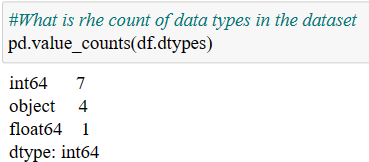 #What is rhe count of data types in the dataset
pd.value_counts(df.dtypes)
int64 7
object 4
float64 1
dtype: int64